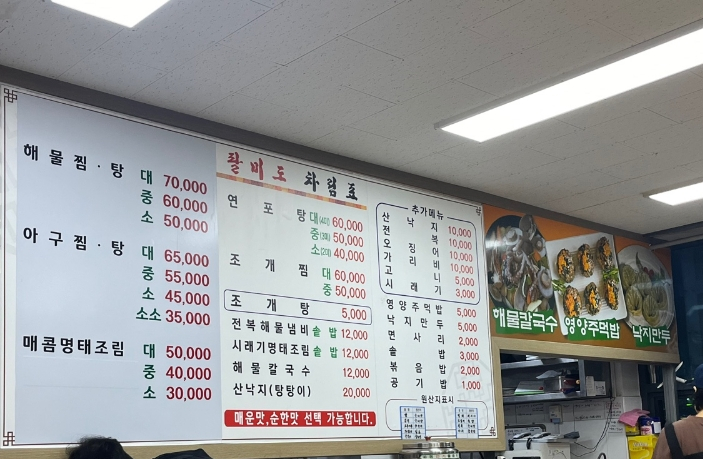 해물찜·탕 대 70,000
중 60,000
소 50,000
아구찜·탕 대 65,000
중 55,000
소 45,000
소소 35,000
매콤명태조림 대 50,000
중 40,000
소 30,000
팔미도 차림표
연포탕 대(4인) 60,000
중(3인) 50,000
소(2인) 40,000
조개찜 대 60,000
중 50,000
조개탕 5,000
전복해물냄비솥밥 12,000
시래기명태조림솥밥 12,000
해물칼국수 12,000
산낙지(탕탕이) 20,000
매운맛,순한맛 선택 가능합니다.
추가메뉴
산낙지 10,000
전복 10,000
오징어 10,000
가리비 10,000
고니 5,000
시래기 3,000
영양주먹밥 5,000
낙지만두 5,000
면사리 2,000
솥밥 3,000
볶음밥 2,000
공기밥 1,000
원산지표시
해물칼국수
영양주먹밥
낙지만두